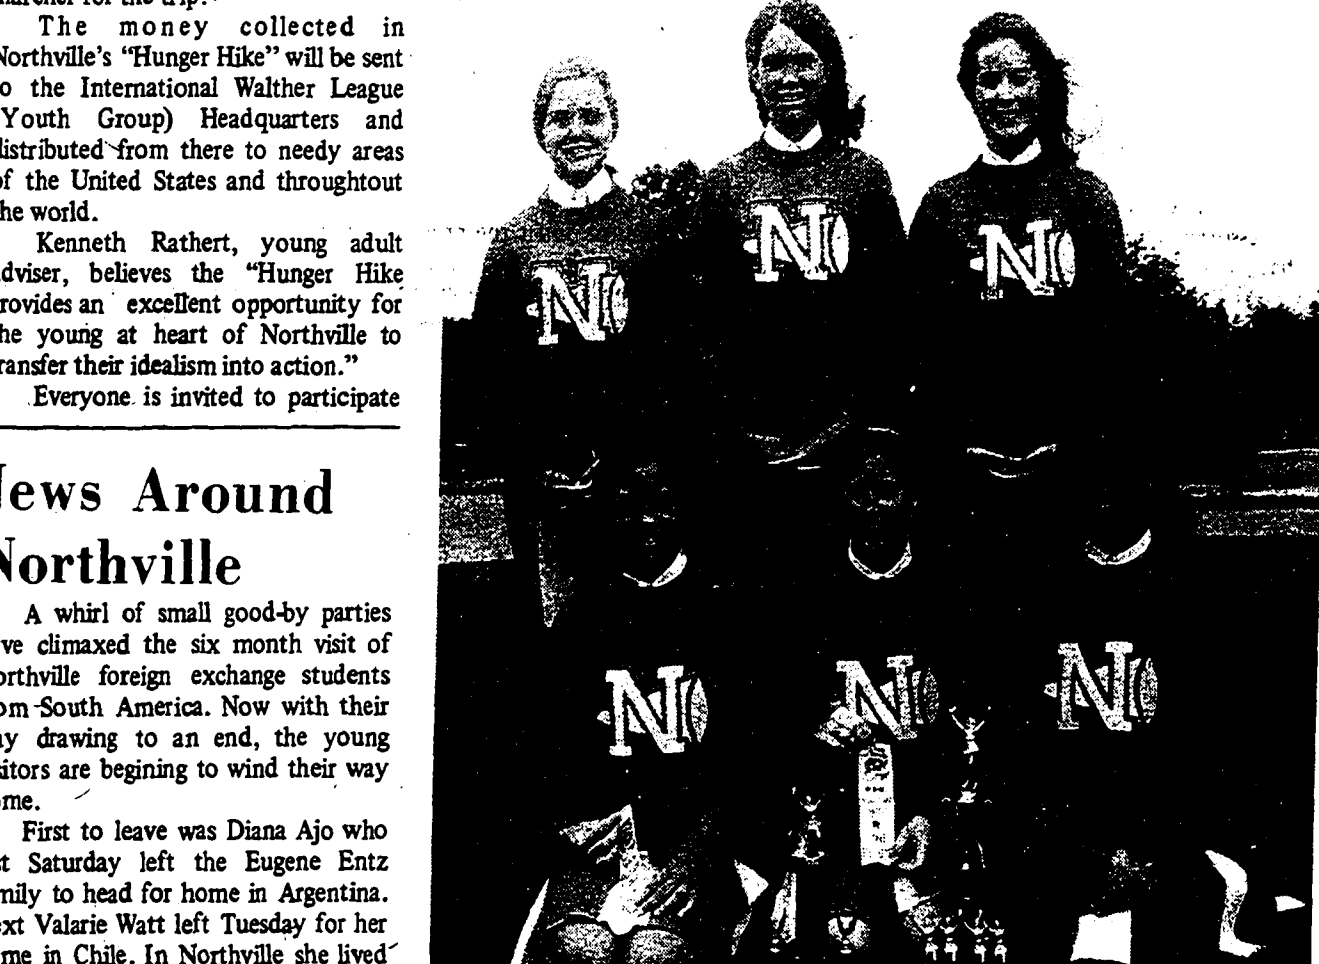 for the trip."
The money collected in
Northville's "Hunger Hike" will be sent
o the International Walther League
Youth Group) Headquarters and
distributed from there to needy areas
of the United States and throughtout
he world.
Kenneth Rathert, young adult
dviser, believes the "Hunger Hike
rovides an excellent opportunity for
he young at heart of Northville to
ransfer their idealism into action."
Everyone is invited to participate
News Around
Northville
A whirl of small good-by parties
ve climaxed the six month visit of
orthville foreign exchange students
om South America. Now with their
ay drawing to an end, the young
sitors are begining to wind their way
me.
First to leave was Diana Ajo who
st Saturday left the Eugene Entz
mily to head for home in Argentina.
ext Valarie Watt left Tuesday for her
me in Chile. In Northville she lived
N
N
N
N
N
N